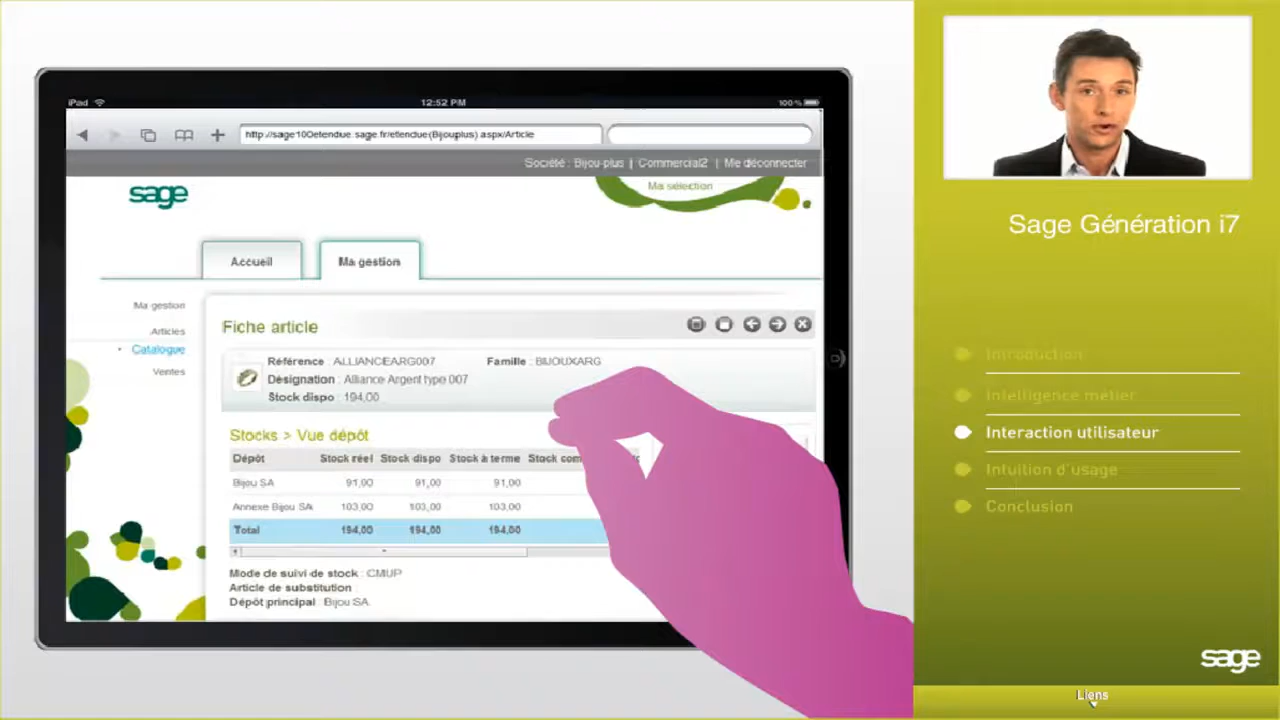 iPad
12:52 PM
100 %
http://sage100etendue.sage.fr/etendue(Bijouplus).aspx/Article
Société : Bijou-plus | Commercial2 | Me déconnecter
sage
Ma sélection
Accueil
Ma gestion
Ma gestion
Articles
Catalogue
Ventes
Fiche article
Référence : ALLIANCEARG007 Famille : BIJOUXARG
Désignation : Alliance Argent type 007
Stock dispo : 194,00
Stocks > Vue dépôt
Dépôt Stock réel Stock dispo Stock à terme Stock com
Bijou SA 91,00 91,00 91,00
Annexe Bijou SA 103,00 103,00 103,00
Total 194,00 194,00 194,00
Mode de suivi de stock : CMUP
Article de substitution
Dépôt principal : Bijou SA
Sage Génération i7
Introduction
Intelligence métier
Interaction utilisateur
Intuition d'usage
Conclusion
sage
Liens